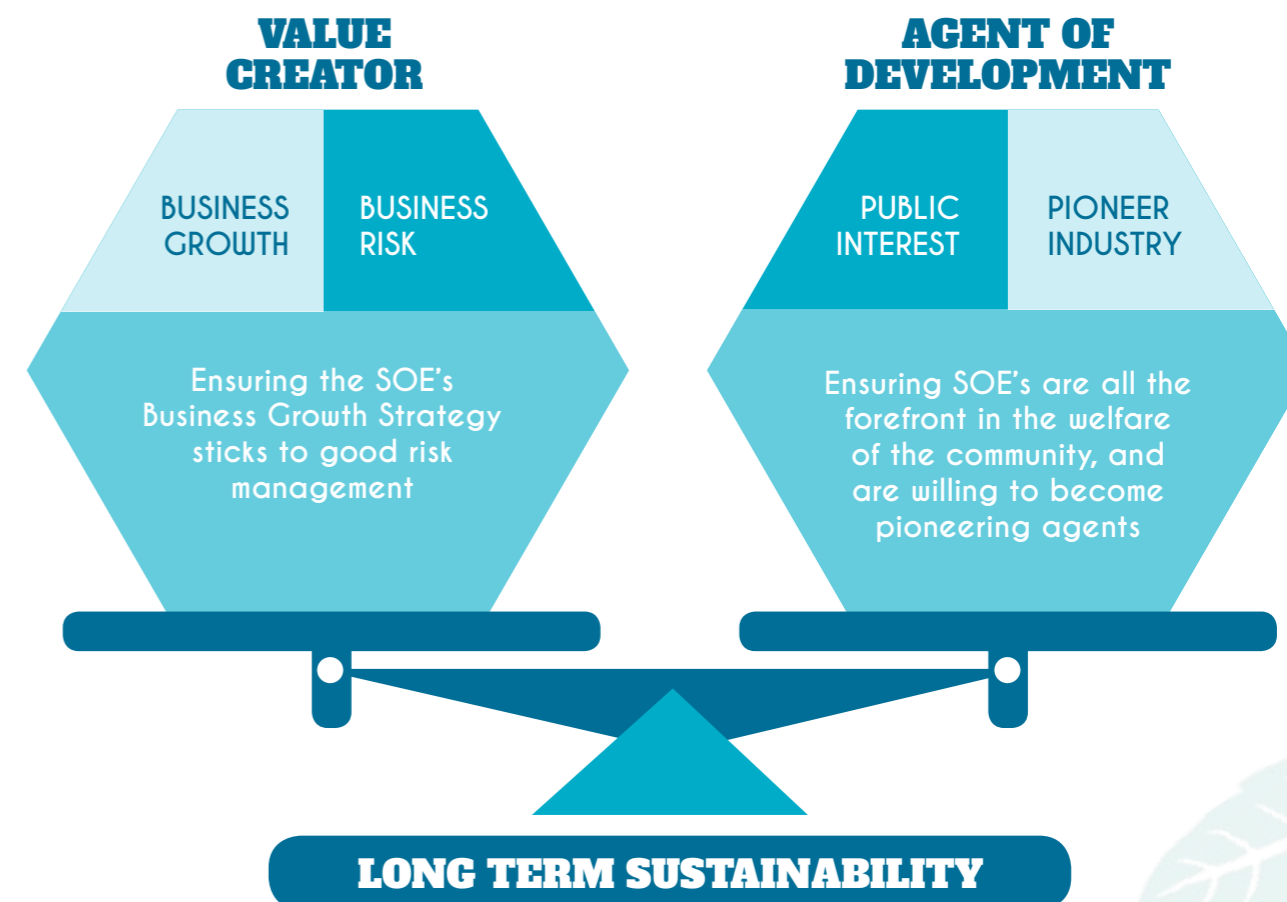 VALUE
CREATOR
BUSINESS
GROWTH
BUSINESS
RISK
Ensuring the SOE's
Business Growth Strategy
sticks to good risk
management
AGENT OF
DEVELOPMENT
PUBLIC
INTEREST
PIONEER
INDUSTRY
Ensuring SOE's are all the
forefront in the welfare
of the community, and
are willing to become
pioneering agents
LONG TERM SUSTAINABILITY